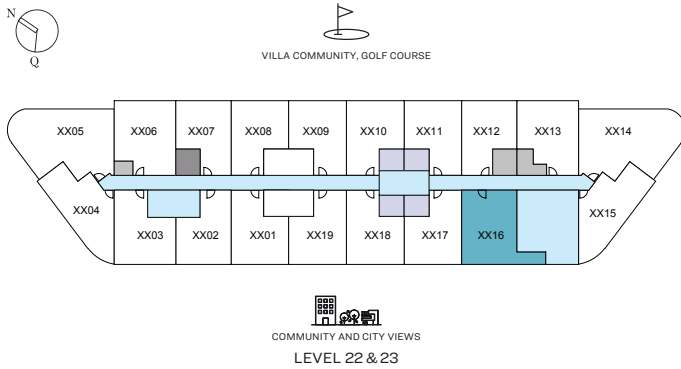 N
Q
VILLA COMMUNITY, GOLF COURSE
XX05 XX06 XX07 XX08 XX09 XX10 XX11 XX12 XX13 XX14
XX04 XX03 XX02 XX01 XX19 XX18 XX17 XX16 XX15
COMMUNITY AND CITY VIEWS
LEVEL 22 & 23